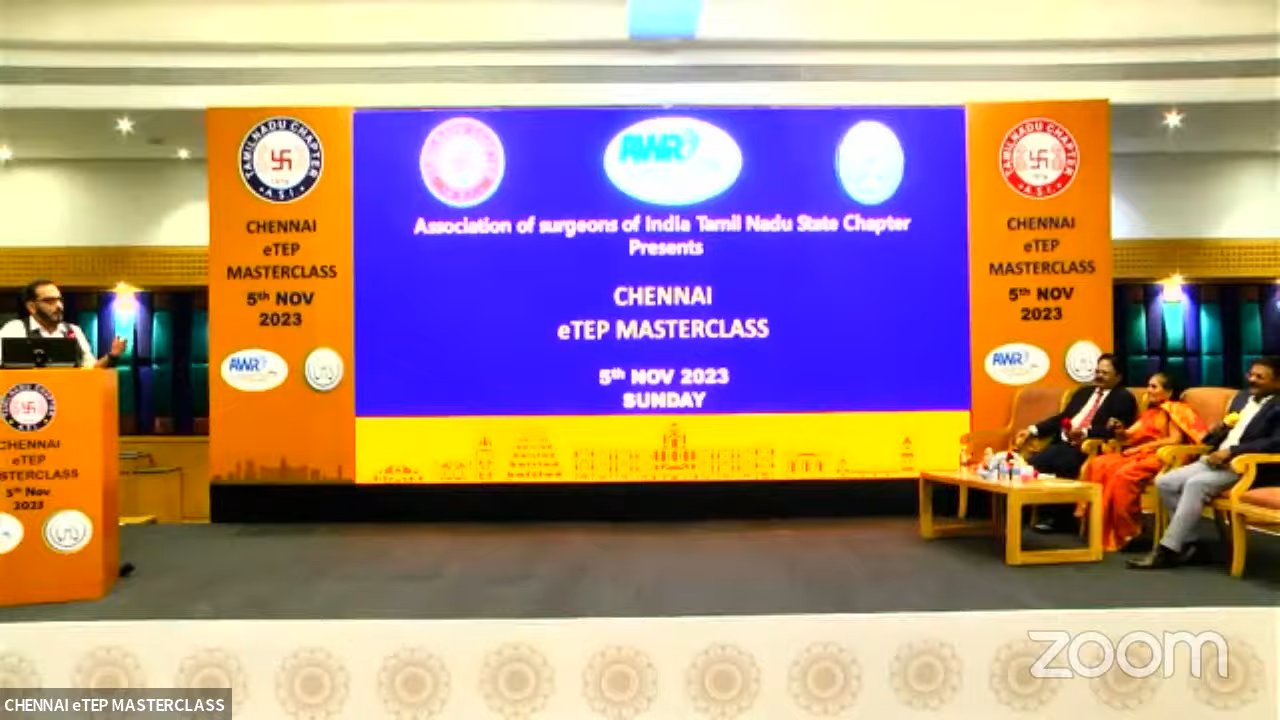 TAMILNADU CHAPTER
1976
A.S.I.
CHENNAI
eTEP
MASTERCLASS
5th NOV
2023
AWR
AWR
Association of surgeons of India Tamil Nadu State Chapter
Presents
CHENNAI
eTEP MASTERCLASS
5th NOV 2023
SUNDAY
TAMILNADU CHAPTER
A.S.I.
CHENNAI
eTEP
MASTERCLASS
5th NOV
2023
AWR
CHENNAI
eTEP
STERCLASS
5th Nov
2023
zoom
CHENNAI eTEP MASTERCLASS